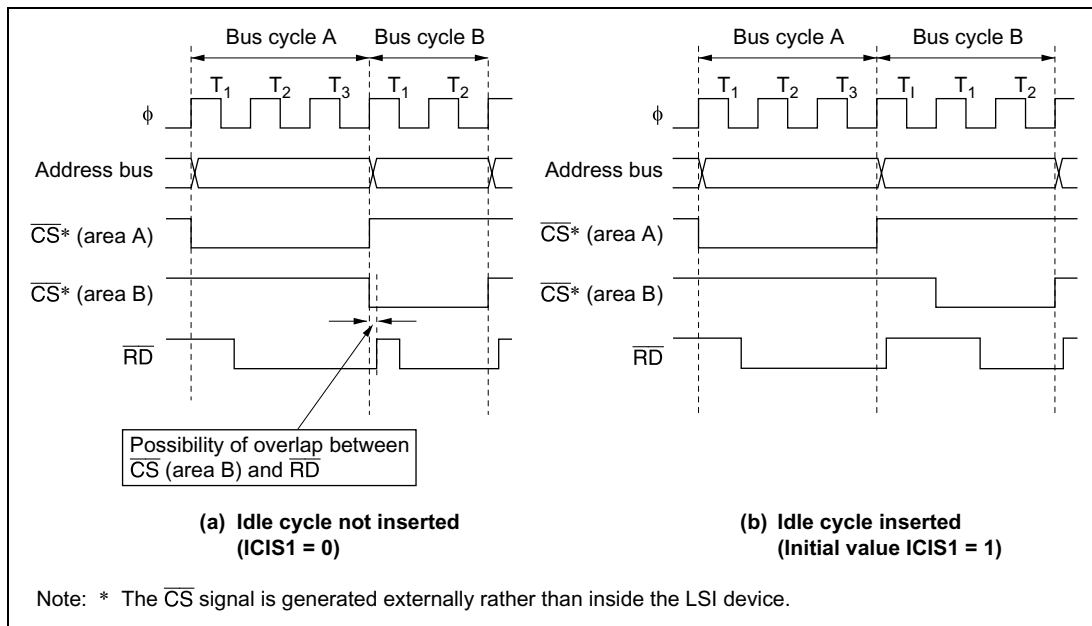 Bus cycle A Bus cycle B
T1 T2 T3 T1 T2
ϕ
Address bus
CS* (area A)
CS* (area B)
RD
Possibility of overlap between
CS (area B) and RD
(a) Idle cycle not inserted
(ICIS1 = 0)
Bus cycle A Bus cycle B
T1 T2 T3 TI T1 T2
ϕ
Address bus
CS* (area A)
CS* (area B)
RD
(b) Idle cycle inserted
(Initial value ICIS1 = 1)
Note: * The CS signal is generated externally rather than inside the LSI device.